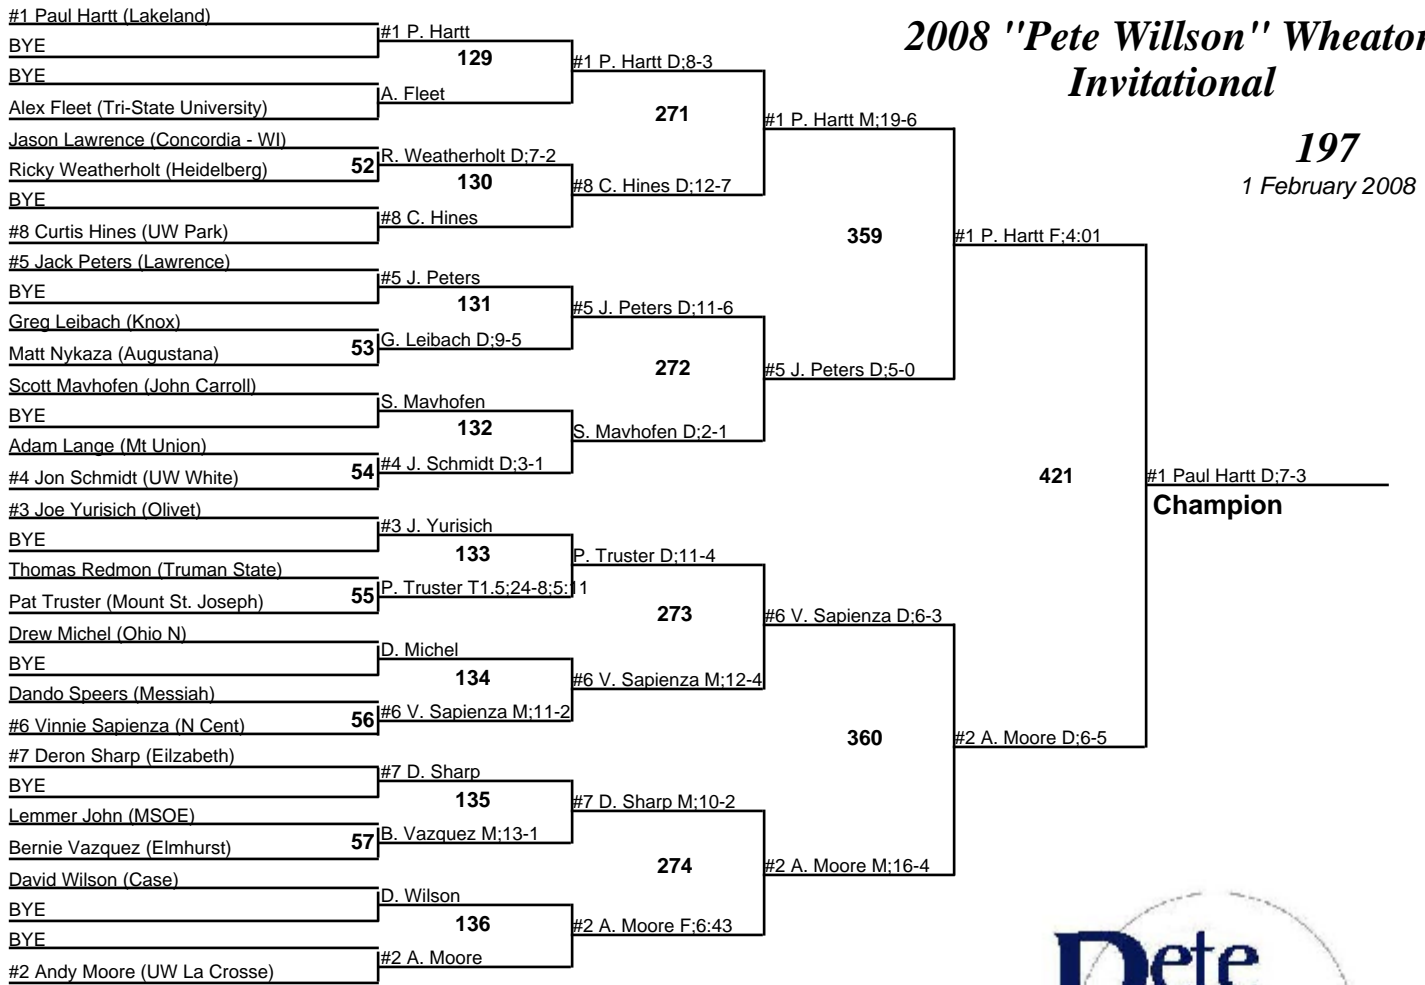 2008 "Pete Willson" Wheaton
Invitational
197
1 February 2008
#1 Paul Hartt (Lakeland)
BYE
BYE
Alex Fleet (Tri-State University)
Jason Lawrence (Concordia - WI)
Ricky Weatherholt (Heidelberg)
BYE
#8 Curtis Hines (UW Park)
#5 Jack Peters (Lawrence)
BYE
Greg Leibach (Knox)
Matt Nykaza (Augustana)
Scott Mavhofen (John Carroll)
BYE
Adam Lange (Mt Union)
#4 Jon Schmidt (UW White)
#3 Joe Yurisich (Olivet)
BYE
Thomas Redmon (Truman State)
Pat Truster (Mount St. Joseph)
Drew Michel (Ohio N)
BYE
Dando Speers (Messiah)
#6 Vinnie Sapienza (N Cent)
#7 Deron Sharp (Eilzabeth)
BYE
Lemmer John (MSOE)
Bernie Vazquez (Elmhurst)
David Wilson (Case)
BYE
BYE
#2 Andy Moore (UW La Crosse)
52
53
54
55
56
57
#1 P. Hartt
129
A. Fleet
R. Weatherholt D;7-2
130
#8 C. Hines
#5 J. Peters
131
G. Leibach D;9-5
S. Mavhofen
132
#4 J. Schmidt D;3-1
#3 J. Yurisich
133
P. Truster T1.5;24-8;5:11
D. Michel
134
#6 V. Sapienza M;11-2
#7 D. Sharp
135
B. Vazquez M;13-1
D. Wilson
136
#2 A. Moore
#1 P. Hartt D;8-3
271
#8 C. Hines D;12-7
#5 J. Peters D;11-6
272
S. Mavhofen D;2-1
P. Truster D;11-4
273
#6 V. Sapienza M;12-4
#7 D. Sharp M;10-2
274
#2 A. Moore F;6:43
#1 P. Hartt M;19-6
359
#5 J. Peters D;5-0
#6 V. Sapienza D;6-3
360
#2 A. Moore M;16-4
#1 P. Hartt F;4:01
421
#2 A. Moore D;6-5
#1 Paul Hartt D;7-3
Champion
Pete